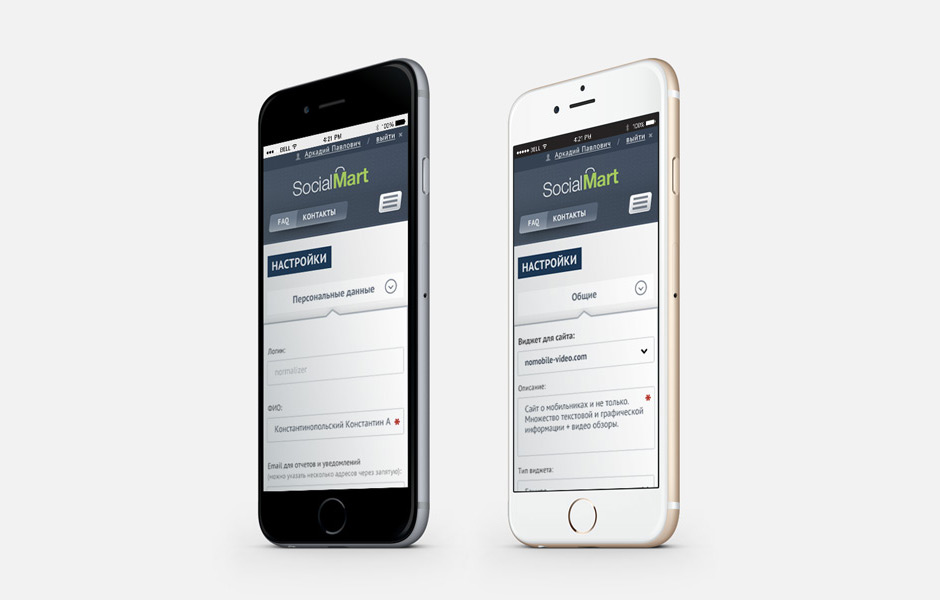 BELL 4:21 PM 100%
Аркадий Павлович / выйти ×
SocialMart
FAQ КОНТАКТЫ
НАСТРОЙКИ
Персональные данные
Логин:
normalizer
ФИО:
Константинопольский Константин А *
Email для отчетов и уведомлений
(можно указать несколько адресов через запятую):
BELL 4:21 PM 100%
Аркадий Павлович / выйти ×
SocialMart
FAQ КОНТАКТЫ
НАСТРОЙКИ
Общие
Виджет для сайта:
nomobile-video.com
Описание:
Сайт о мобильниках и не только. *
Множество текстовой и графической
информации + видео обзоры.
Тип виджета: